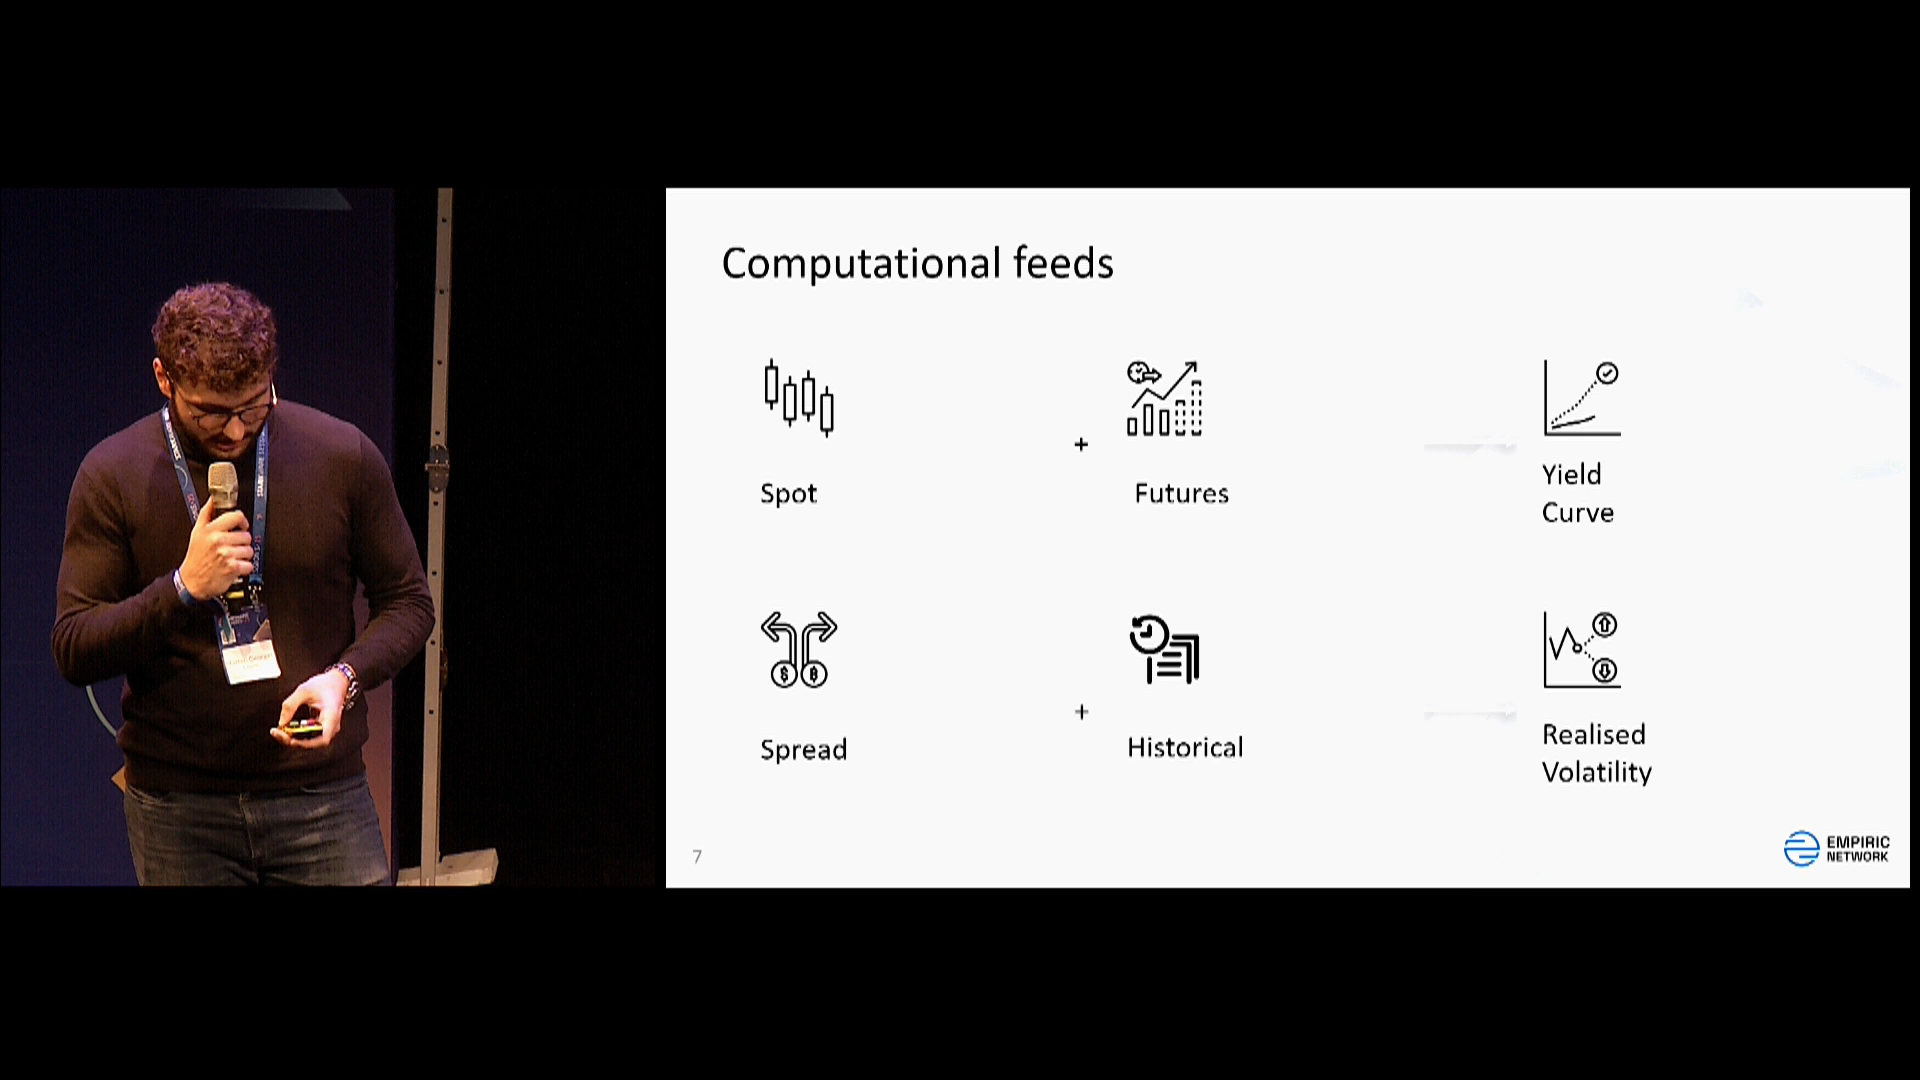 Computational feeds
Spot
+
Futures
Yield
Curve
Spread
+
Historical
Realised
Volatility
7
EMPIRIC
NETWORK